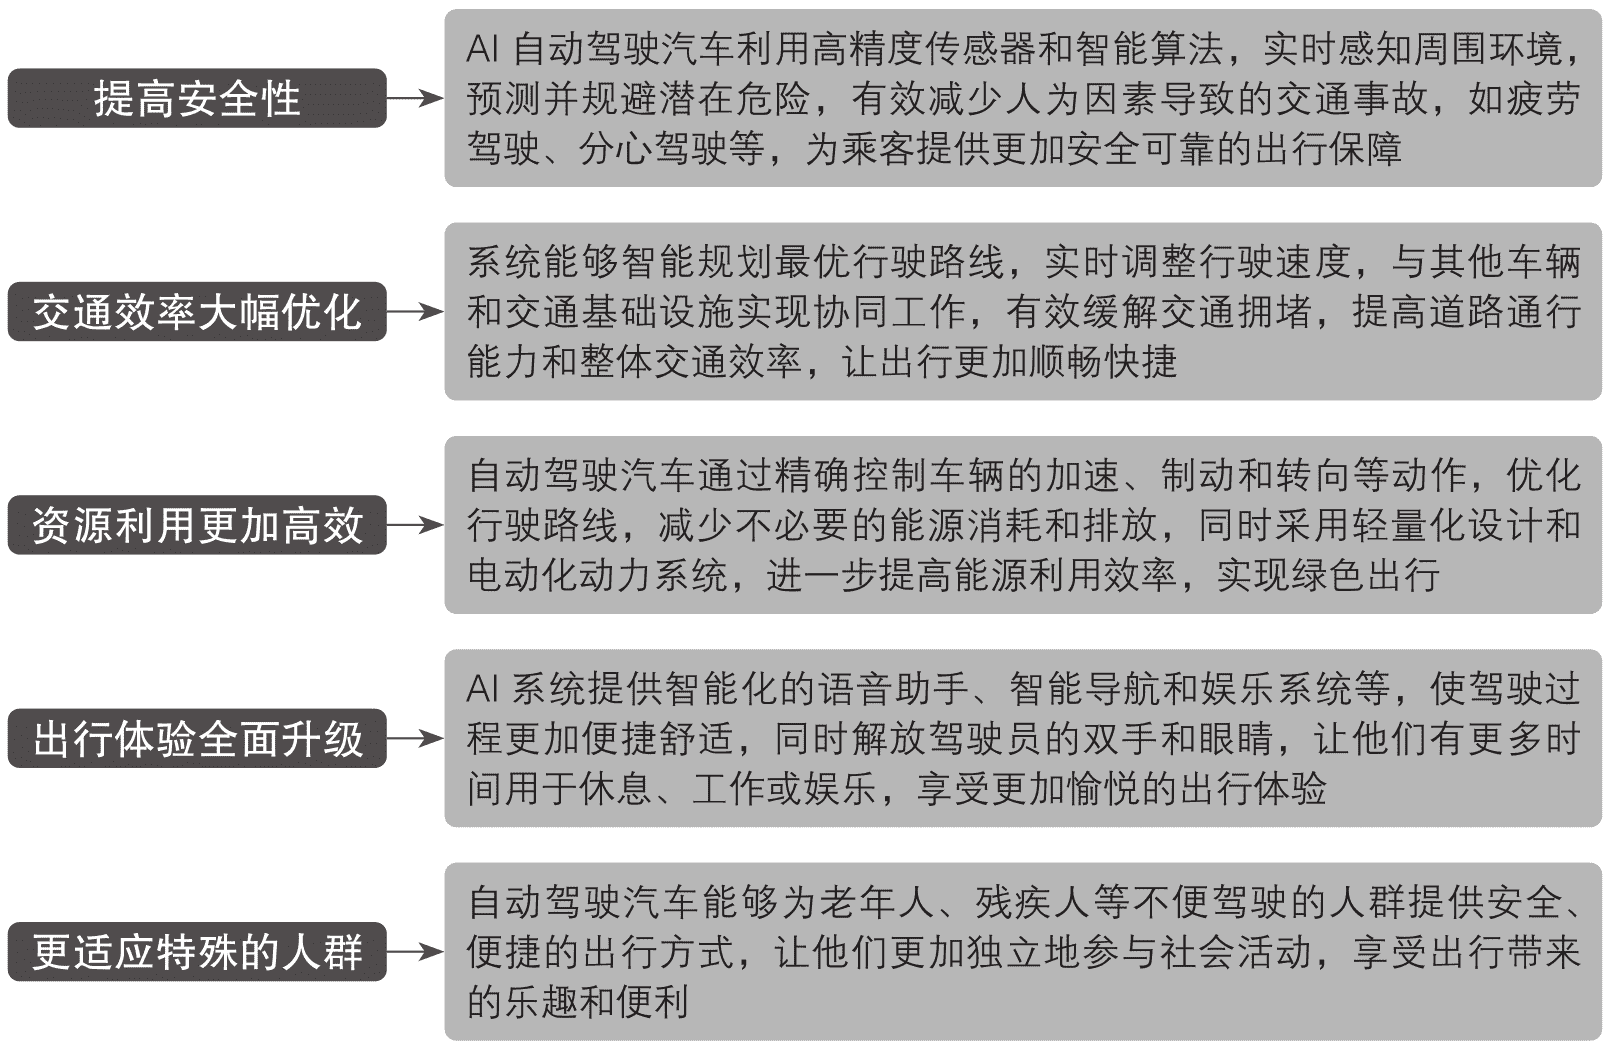 提高安全性
AI 自动驾驶汽车利用高精度传感器和智能算法，实时感知周围环境，
预测并规避潜在危险，有效减少人为因素导致的交通事故，如疲劳
驾驶、分心驾驶等，为乘客提供更加安全可靠的出行保障
交通效率大幅优化
系统能够智能规划最优行驶路线，实时调整行驶速度，与其他车辆
和交通基础设施实现协同工作，有效缓解交通拥堵，提高道路通行
能力和整体交通效率，让出行更加顺畅快捷
资源利用更加高效
自动驾驶汽车通过精确控制车辆的加速、制动和转向等动作，优化
行驶路线，减少不必要的能源消耗和排放，同时采用轻量化设计和
电动化动力系统，进一步提高能源利用效率，实现绿色出行
出行体验全面升级
AI 系统提供智能化的语音助手、智能导航和娱乐系统等，使驾驶过
程更加便捷舒适，同时解放驾驶员的双手和眼睛，让他们有更多时
间用于休息、工作或娱乐，享受更加愉悦的出行体验
更适应特殊的人群
自动驾驶汽车能够为老年人、残疾人等不便驾驶的人群提供安全、
便捷的出行方式，让他们更加独立地参与社会活动，享受出行带来
的乐趣和便利